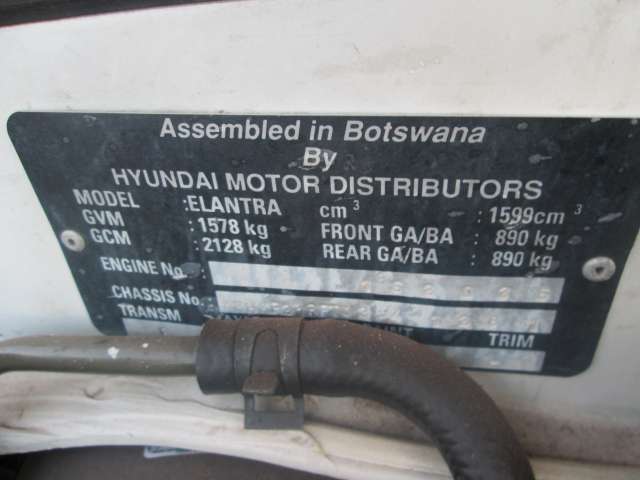 Assembled in Botswana
By
HYUNDAI MOTOR DISTRIBUTORS
MODEL :ELANTRA cm³ : 1599cm³
GVM : 1578 kg FRONT GA/BA : 890 kg
GCM : 2128 kg REAR GA/BA : 890 kg
ENGINE No.
CHASSIS No.:
TRANSM TRIM